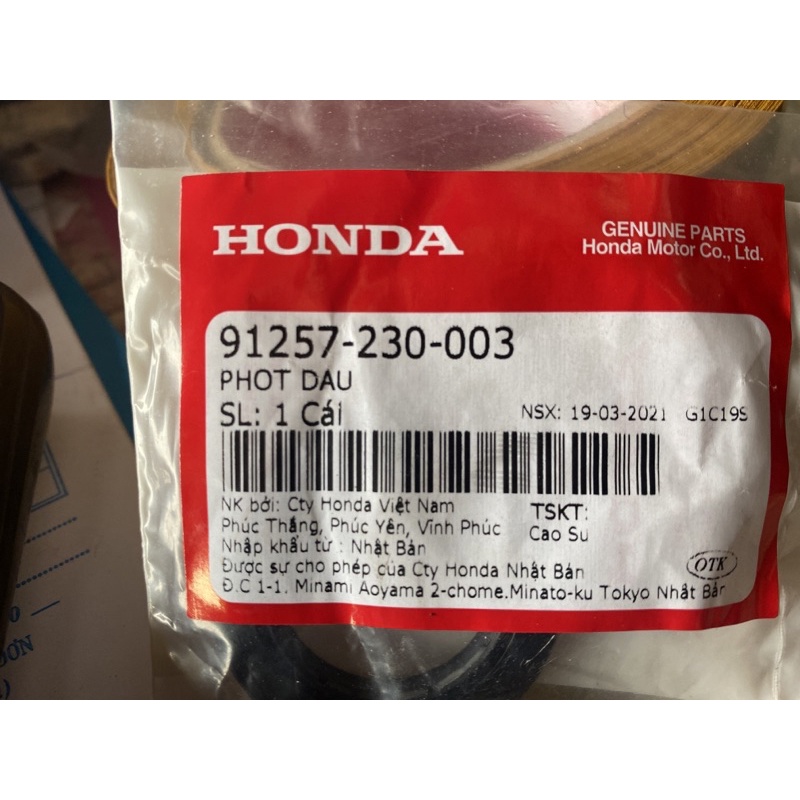 HONDA
GENUINE PARTS
Honda Motor Co., Ltd.
91257-230-003
PHOT DAU
SL: 1 Cái
NSX: 19-03-2021 G1C19S
NK bởi: Cty Honda Việt Nam
Phúc Thắng, Phúc Yên, Vĩnh Phúc
TSKT:
Cao Su
Nhập khẩu từ : Nhật Bản
Được sự cho phép của Cty Honda Nhật Bản
OTK
Đ.C 1-1. Minami Aoyama 2-chome.Minato-ku Tokyo Nhật Bản